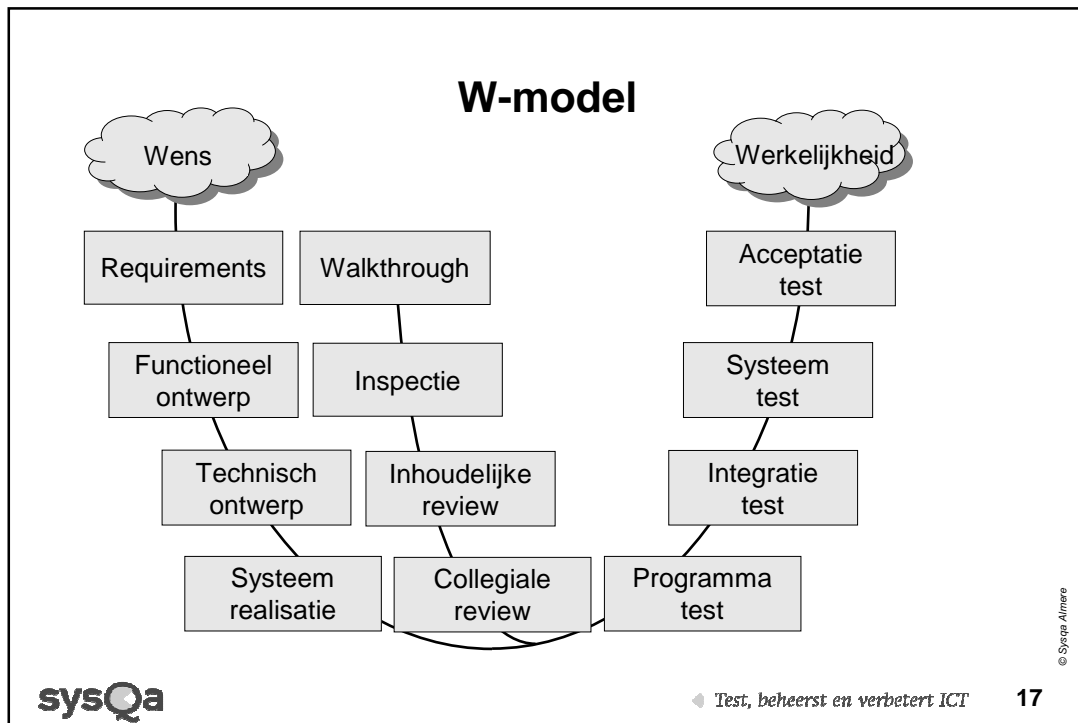 W-model
Wens
Werkelijkheid
Requirements
Walkthrough
Acceptatie
test
Functioneel
ontwerp
Inspectie
Systeem
test
Technisch
ontwerp
Inhoudelijke
review
Integratie
test
Systeem
realisatie
Collegiale
review
Programma
test
© Sysqa Almere
sysQa
Test, beheerst en verbetert ICT
17